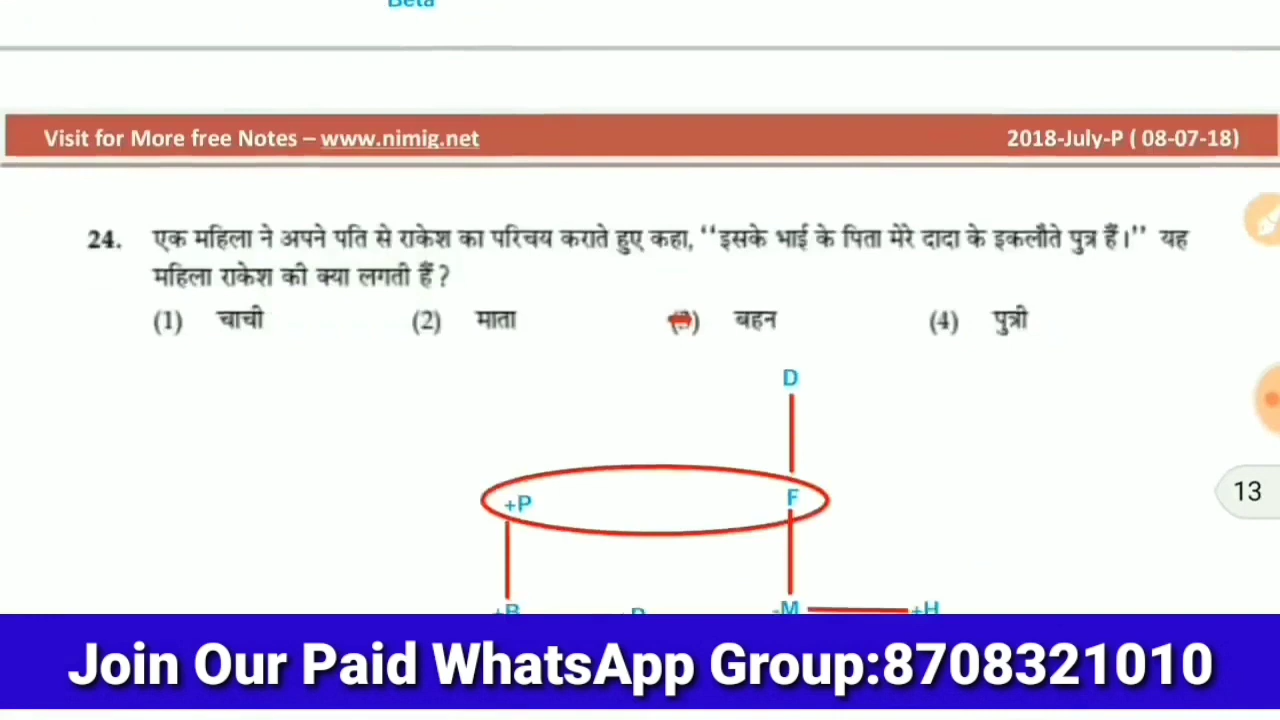 Beta
Visit for More free Notes – www.nimig.net 2018-July-P ( 08-07-18)
24. एक महिला ने अपने पति से राकेश का परिचय कराते हुए कहा, ‘‘इसके भाई के पिता मेरे दादा के इकलौते पुत्र हैं।’’ यह
महिला राकेश की क्या लगती हैं ?
(1) चाची (2) माता (3) बहन (4) पुत्री
D
+P F
13
-M +H
Join Our Paid WhatsApp Group:8708321010